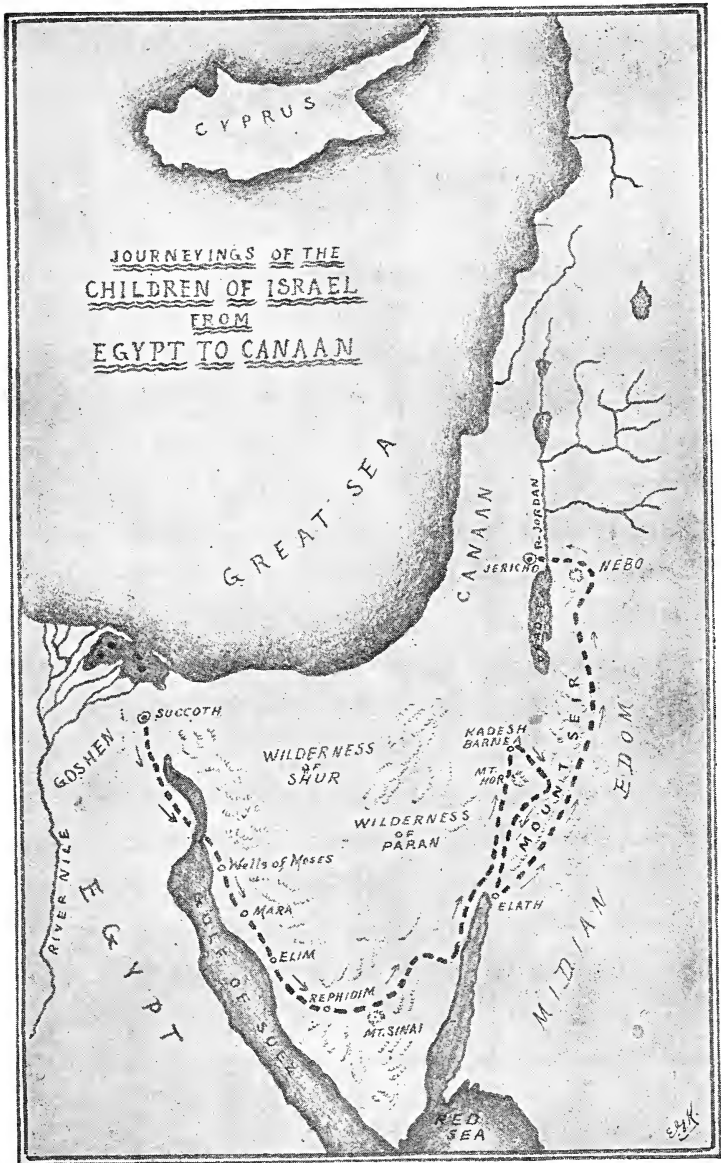 CYPRUS
JOURNEYINGS OF THE
CHILDREN OF ISRAEL
FROM
EGYPT TO CANAAN
GREAT SEA
CANAAN
R. JORDAN
JERICHO
NEBO
DEAD SEA
SUCCOTH
GOSHEN
WILDERNESS
OF
SHUR
KADESH
BARNEA
MT.
HOR
MOUNT SEIR
EDOM
WILDERNESS
OF
PARAN
RIVER NILE
EGYPT
Wells of Moses
MARA
ELIM
REPHIDIM
MT. SINAI
GULF OF SUEZ
ELATH
MIDIAN
RED
SEA